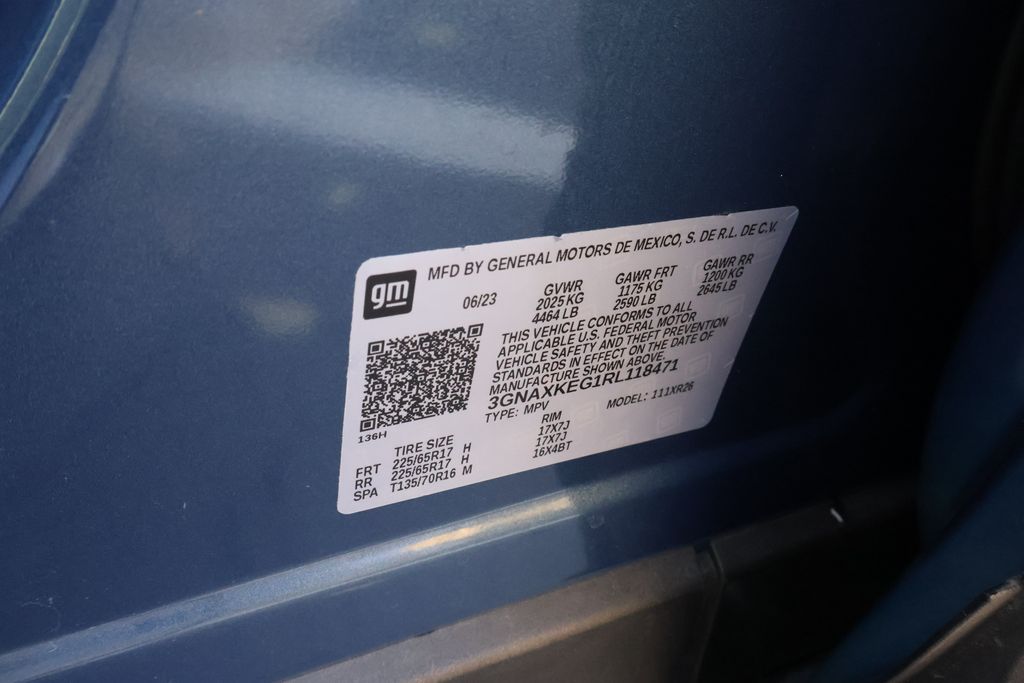 gm
MFD BY GENERAL MOTORS DE MEXICO, S. DE R.L. DE C.V.
06/23
GVWR GAWR FRT GAWR RR
2025 KG 1175 KG 1200 KG
4464 LB 2590 LB 2645 LB
THIS VEHICLE CONFORMS TO ALL
APPLICABLE U.S. FEDERAL MOTOR
VEHICLE SAFETY AND THEFT PREVENTION
STANDARDS IN EFFECT ON THE DATE OF
MANUFACTURE SHOWN ABOVE.
3GNAXKEG1RL118471
TYPE: MPV MODEL: 111XR26
136H
TIRE SIZE RIM
FRT 225/65R17 H 17X7J
RR 225/65R17 H 17X7J
SPA T135/70R16 M 16X4BT